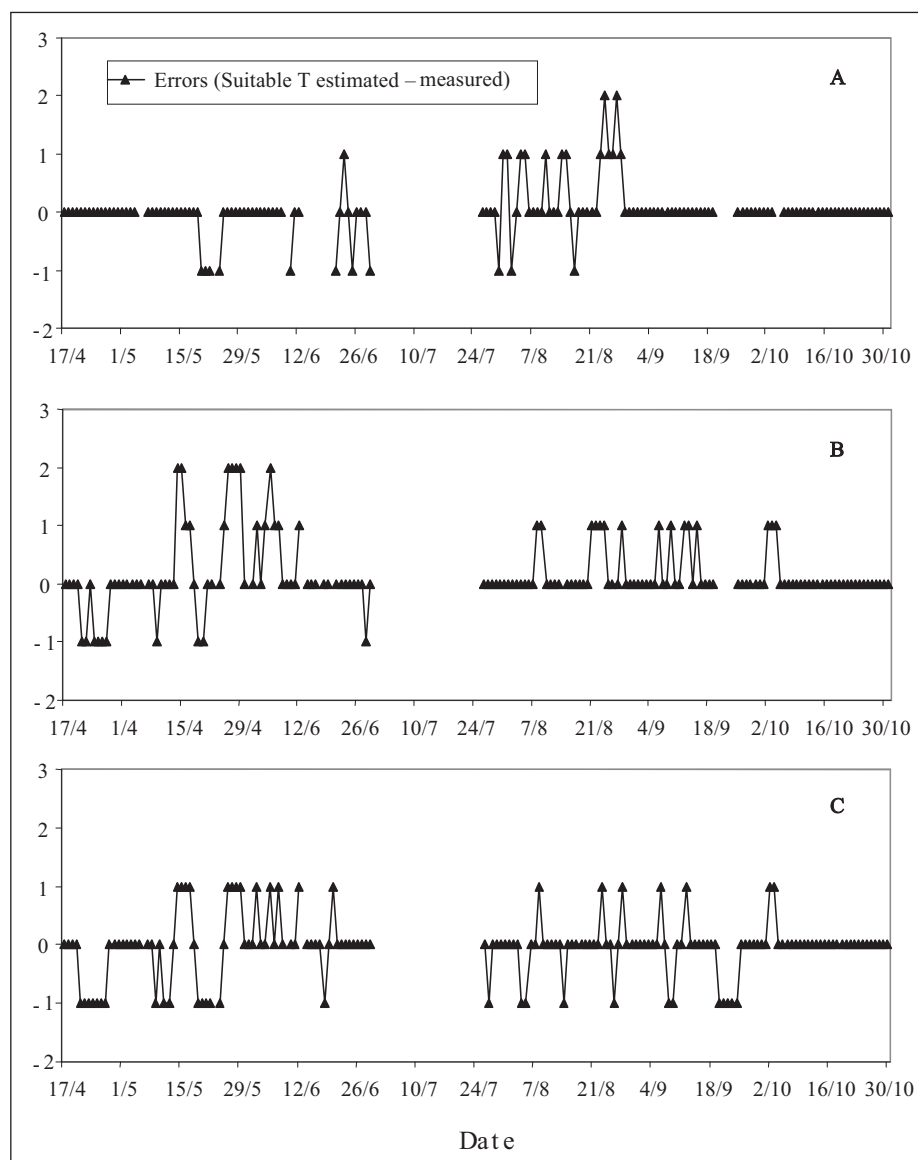 3
2
1
0
-1
-2
Errors (Suitable T estimated – measured)
A
17/4 1/5 15/5 29/5 12/6 26/6 10/7 24/7 7/8 21/8 4/9 18/9 2/10 16/10 30/10
3
2
1
0
-1
-2
B
17/4 1/4 15/4 29/4 12/6 26/6 10/7 24/7 7/8 21/8 4/9 18/9 2/10 16/10 30/10
3
2
1
0
-1
-2
C
17/4 1/5 15/5 29/5 12/6 26/6 10/7 24/7 7/8 21/8 4/9 18/9 2/10 16/10 30/10
Date